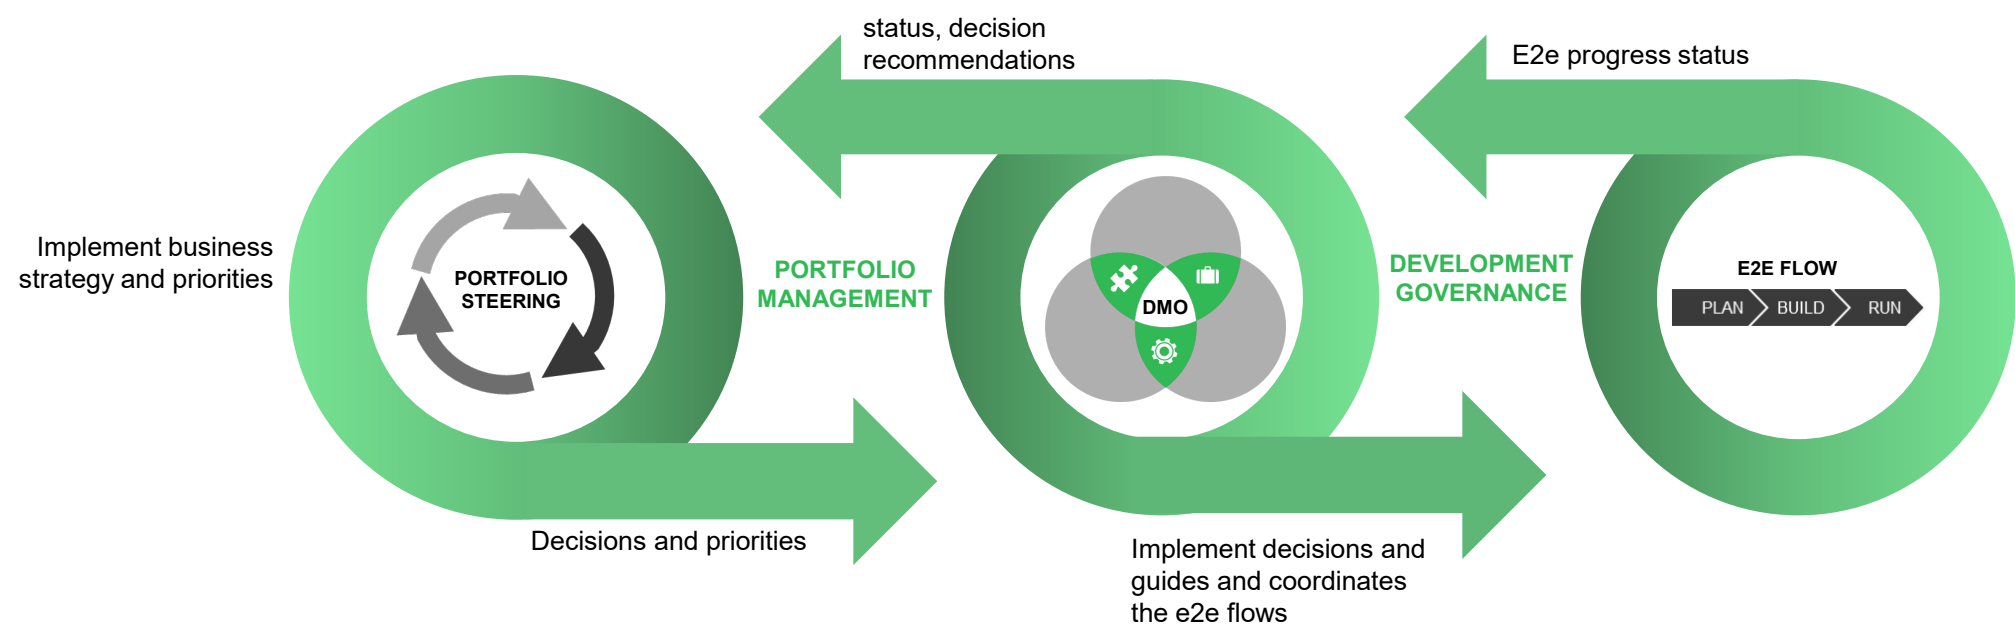 status, decision
recommendations
E2e progress status
Implement business
strategy and priorities
PORTFOLIO
STEERING
PORTFOLIO
MANAGEMENT
DMO
DEVELOPMENT
GOVERNANCE
E2E FLOW
PLAN BUILD RUN
Decisions and priorities
Implement decisions and
guides and coordinates
the e2e flows